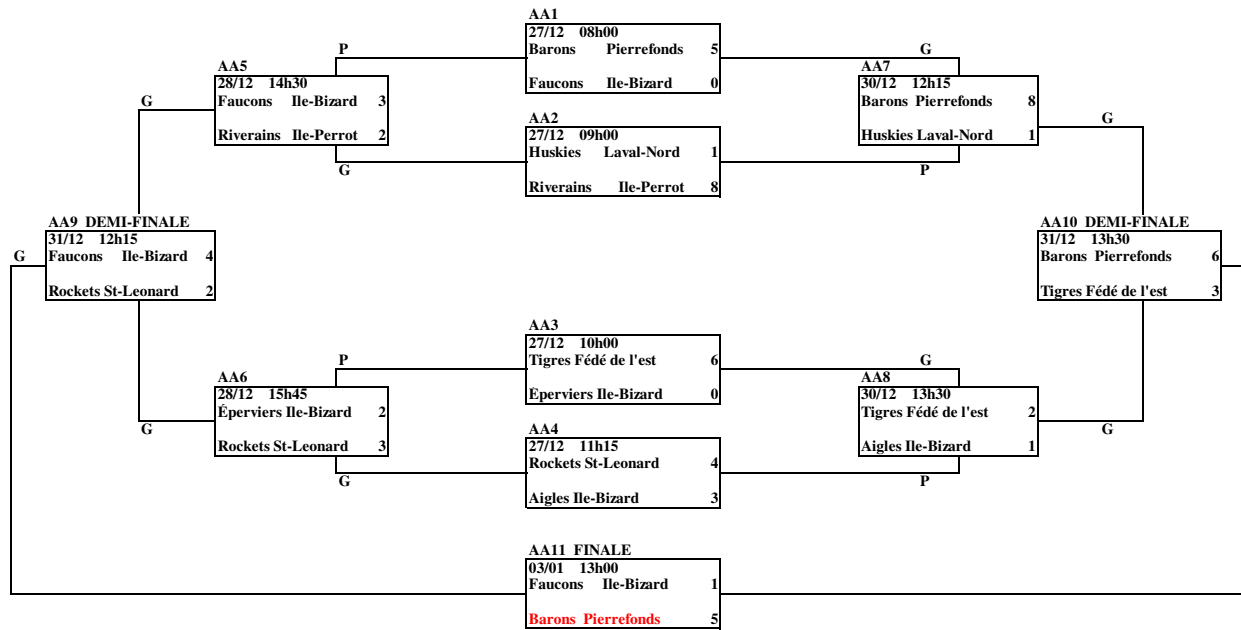 AA1
27/12 08h00
Barons Pierrefonds 5
Faucons Ile-Bizard 0
P
G
AA5
28/12 14h30
Faucons Ile-Bizard 3
Riverains Ile-Perrot 2
G
G
AA2
27/12 09h00
Huskies Laval-Nord 1
Riverains Ile-Perrot 8
AA7
30/12 12h15
Barons Pierrefonds 8
Huskies Laval-Nord 1
P
G
AA9 DEMI-FINALE
31/12 12h15
Faucons Ile-Bizard 4
Rockets St-Leonard 2
G
AA10 DEMI-FINALE
31/12 13h30
Barons Pierrefonds 6
Tigres Fédé de l'est 3
AA3
27/12 10h00
Tigres Fédé de l'est 6
Éperviers Ile-Bizard 0
P
G
AA6
28/12 15h45
Éperviers Ile-Bizard 2
Rockets St-Leonard 3
G
G
AA4
27/12 11h15
Rockets St-Leonard 4
Aigles Ile-Bizard 3
AA8
30/12 13h30
Tigres Fédé de l'est 2
Aigles Ile-Bizard 1
P
G
AA11 FINALE
03/01 13h00
Faucons Ile-Bizard 1
Barons Pierrefonds 5